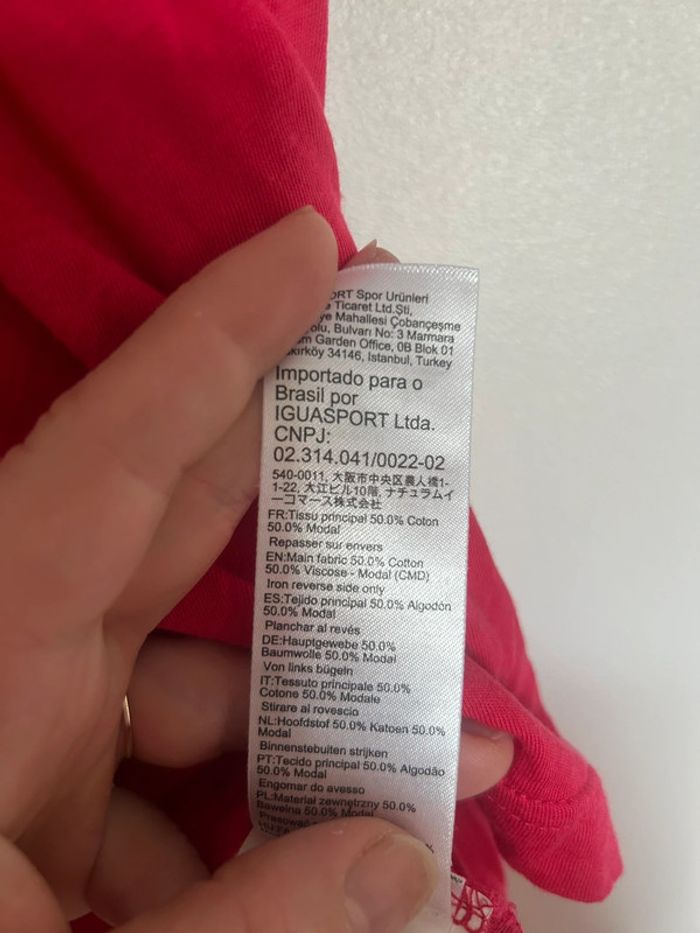 ORT Spor Urünleri
Ticaret Ltd.Şti,
ye Mahallesi Çobançeşme
olu, Bulvarı No: 3 Marmara
m Garden Office, 0B Blok 01
kırköy 34146, Istanbul, Turkey
Importado para o
Brasil por
IGUASPORT Ltda.
CNPJ:
02.314.041/0022-02
540-0011, 大阪市中央区農人橋1-
1-22, 大江ビル10階, ナチュラムイ
ーコマース株式会社
FR:Tissu principal 50.0% Coton
50.0% Modal
Repasser sur envers
EN:Main fabric 50.0% Cotton
50.0% Viscose - Modal (CMD)
Iron reverse side only
ES:Tejido principal 50.0% Algodón
50.0% Modal
Planchar al revés
DE:Hauptgewebe 50.0%
Baumwolle 50.0% Modal
Von links bügeln
IT:Tessuto principale 50.0%
Cotone 50.0% Modale
Stirare al rovescio
NL:Hoofdstof 50.0% Katoen 50.0%
Modal
Binnenstebuiten strijken
PT:Tecido principal 50.0% Algodão
50.0% Modal
Engomar do avesso
PL:Materiał zewnętrzny 50.0%
Bawełna 50.0% Modal
Prasować